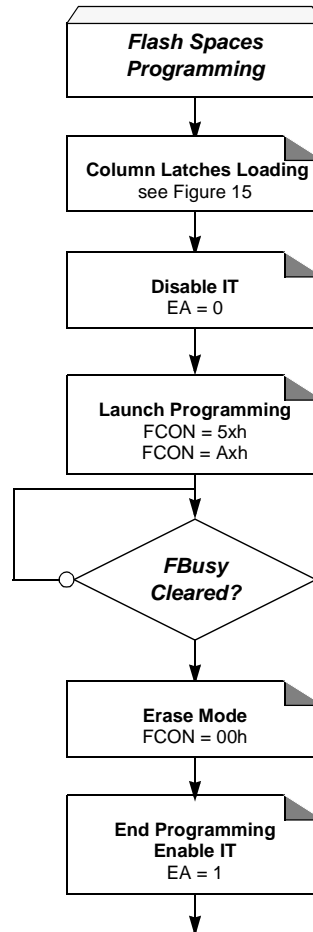 Flash Spaces
Programming
Column Latches Loading
see Figure 15
Disable IT
EA = 0
Launch Programming
FCON = 5xh
FCON = Axh
FBusy
Cleared?
Erase Mode
FCON = 00h
End Programming
Enable IT
EA = 1